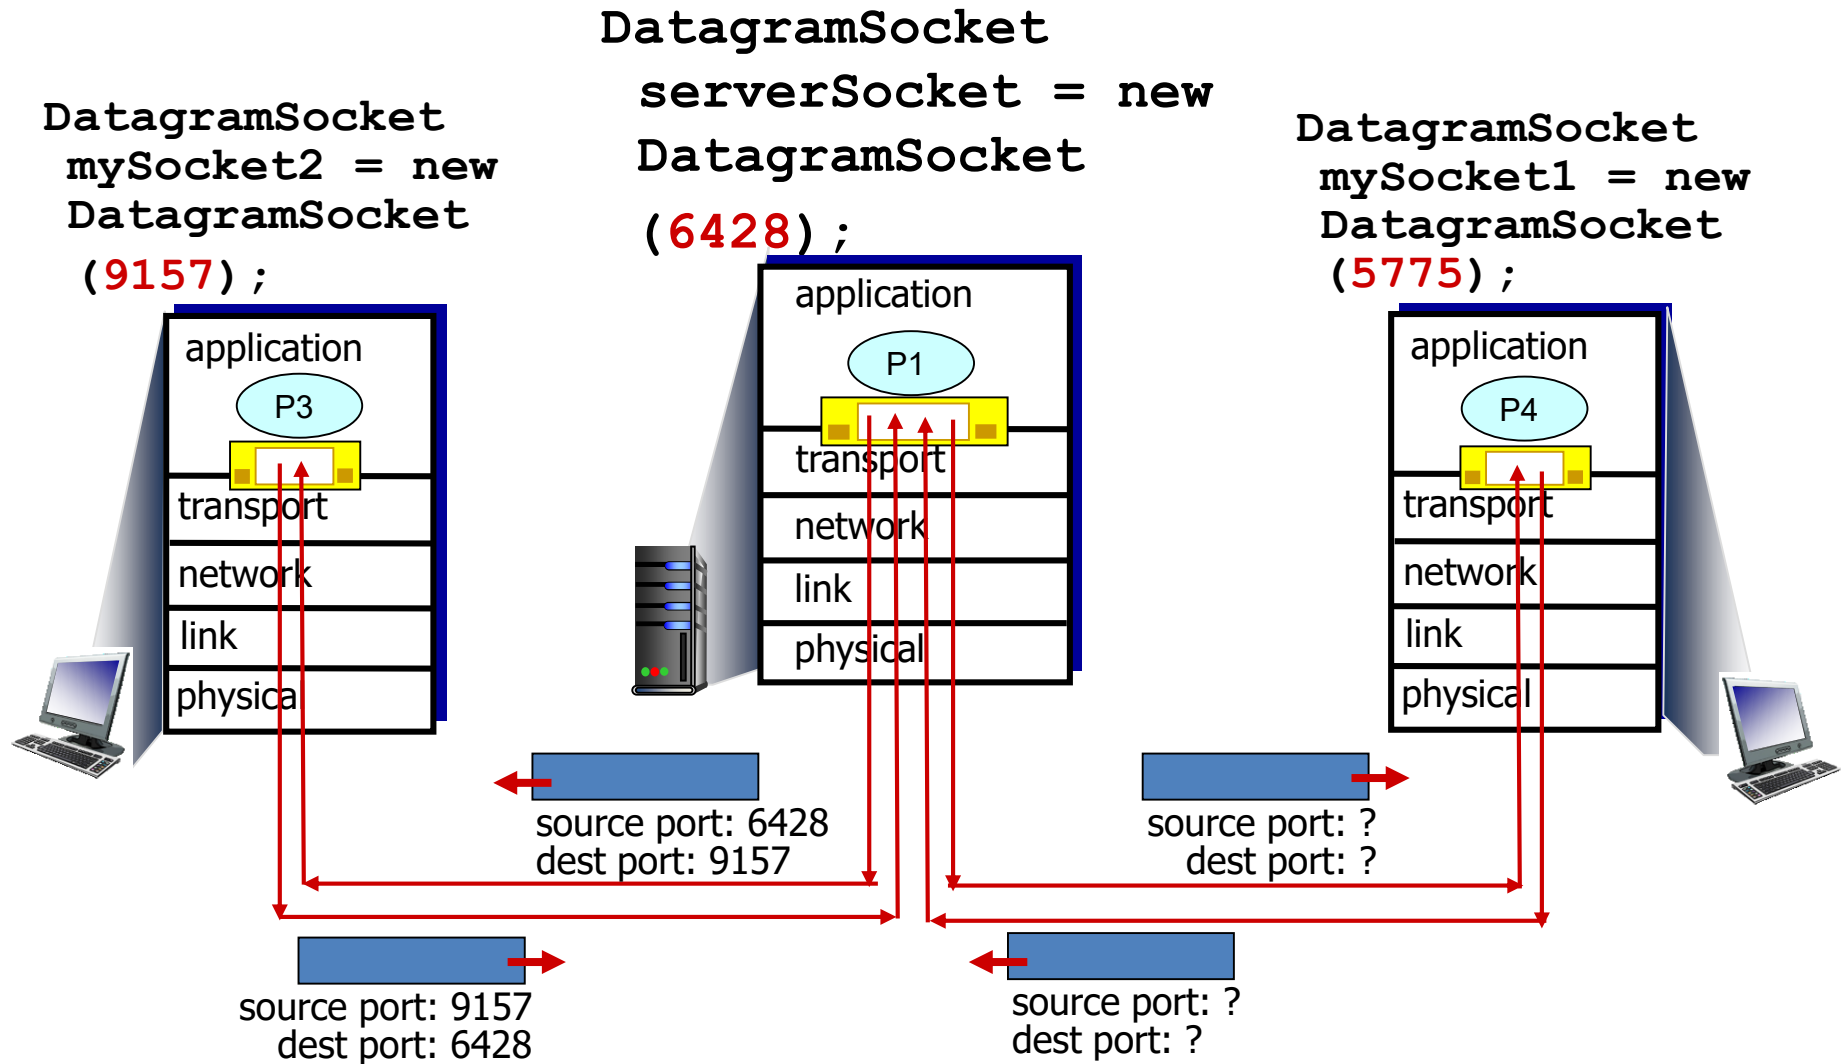 DatagramSocket
serverSocket = new
DatagramSocket
(6428);
DatagramSocket
mySocket2 = new
DatagramSocket
(9157);
DatagramSocket
mySocket1 = new
DatagramSocket
(5775);
application
P3
transport
network
link
physical
application
P1
transport
network
link
physical
application
P4
transport
network
link
physical
source port: 6428
dest port: 9157
source port: ?
dest port: ?
source port: 9157
dest port: 6428
source port: ?
dest port: ?